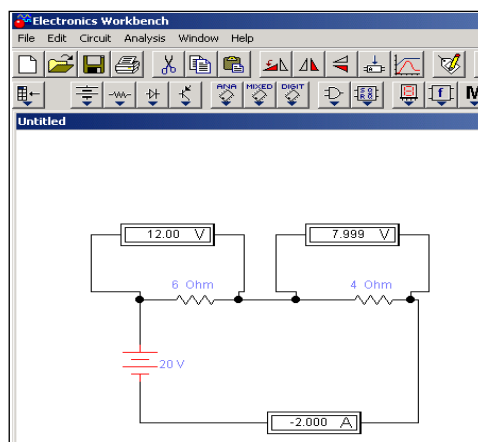 Electronics Workbench
File Edit Circuit Analysis Window Help
ANA MIXED DIGIT
Untitled
12.00 V 7.999 V
6 Ohm 4 Ohm
20 V
-2.000 A